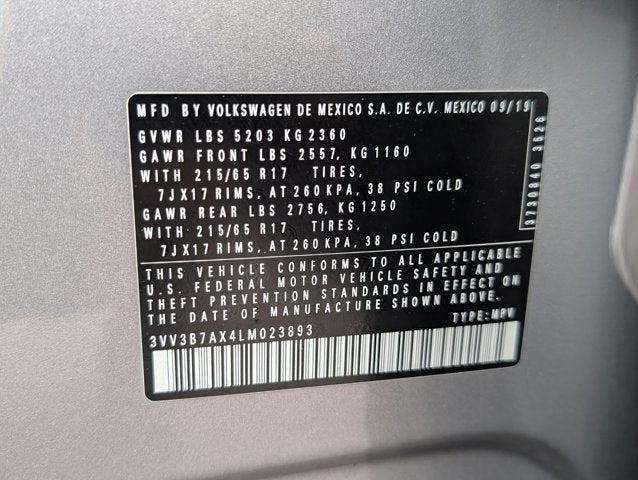 MFD BY VOLKSWAGEN DE MEXICO S.A. DE C.V. MEXICO 09/19
GVWR LBS 5203 KG 2360
GAWR FRONT LBS 2557, KG 1160
WITH 215/65 R17 TIRES,
7JX17 RIMS, AT 260 KPA, 38 PSI COLD
GAWR REAR LBS 2756, KG 1250
WITH 215/65 R17 TIRES,
7JX17 RIMS, AT 260 KPA, 38 PSI COLD
THIS VEHICLE CONFORMS TO ALL APPLICABLE
U.S. FEDERAL MOTOR VEHICLE SAFETY AND
THEFT PREVENTION STANDARDS IN EFFECT ON
THE DATE OF MANUFACTURE SHOWN ABOVE.
3VV3B7AX4LM023893 TYPE: MPV
3730840 3526